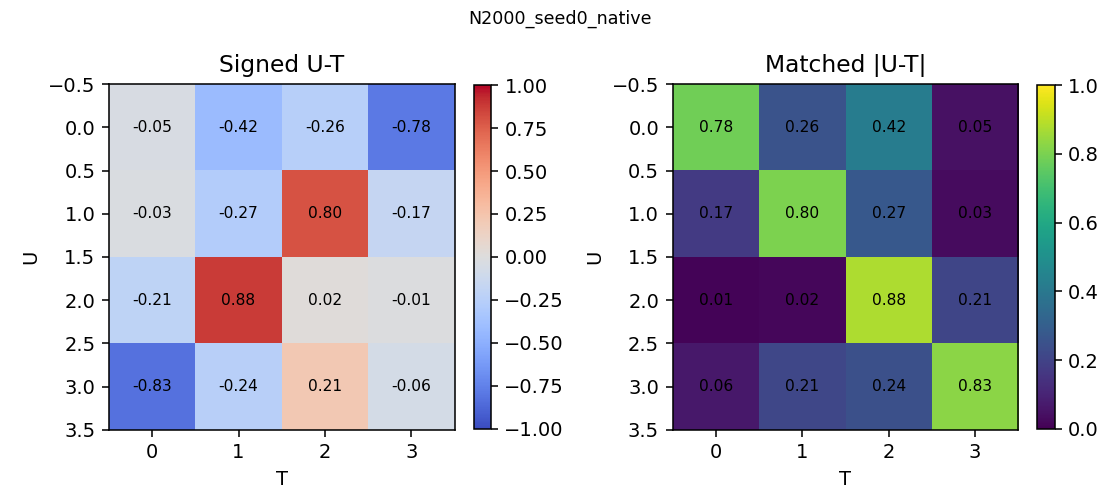 N2000_seed0_native
Signed U-T
Matched |U-T|
−0.5
0.0
0.5
1.0
1.5
2.0
2.5
3.0
3.5
U
-0.05 -0.42 -0.26 -0.78
-0.03 -0.27 0.80 -0.17
-0.21 0.88 0.02 -0.01
-0.83 -0.24 0.21 -0.06
0 1 2 3
T
1.00
0.75
0.50
0.25
0.00
−0.25
−0.50
−0.75
−1.00
−0.5
0.0
0.5
1.0
1.5
2.0
2.5
3.0
3.5
U
0.78 0.26 0.42 0.05
0.17 0.80 0.27 0.03
0.01 0.02 0.88 0.21
0.06 0.21 0.24 0.83
0 1 2 3
T
1.0
0.8
0.6
0.4
0.2
0.0